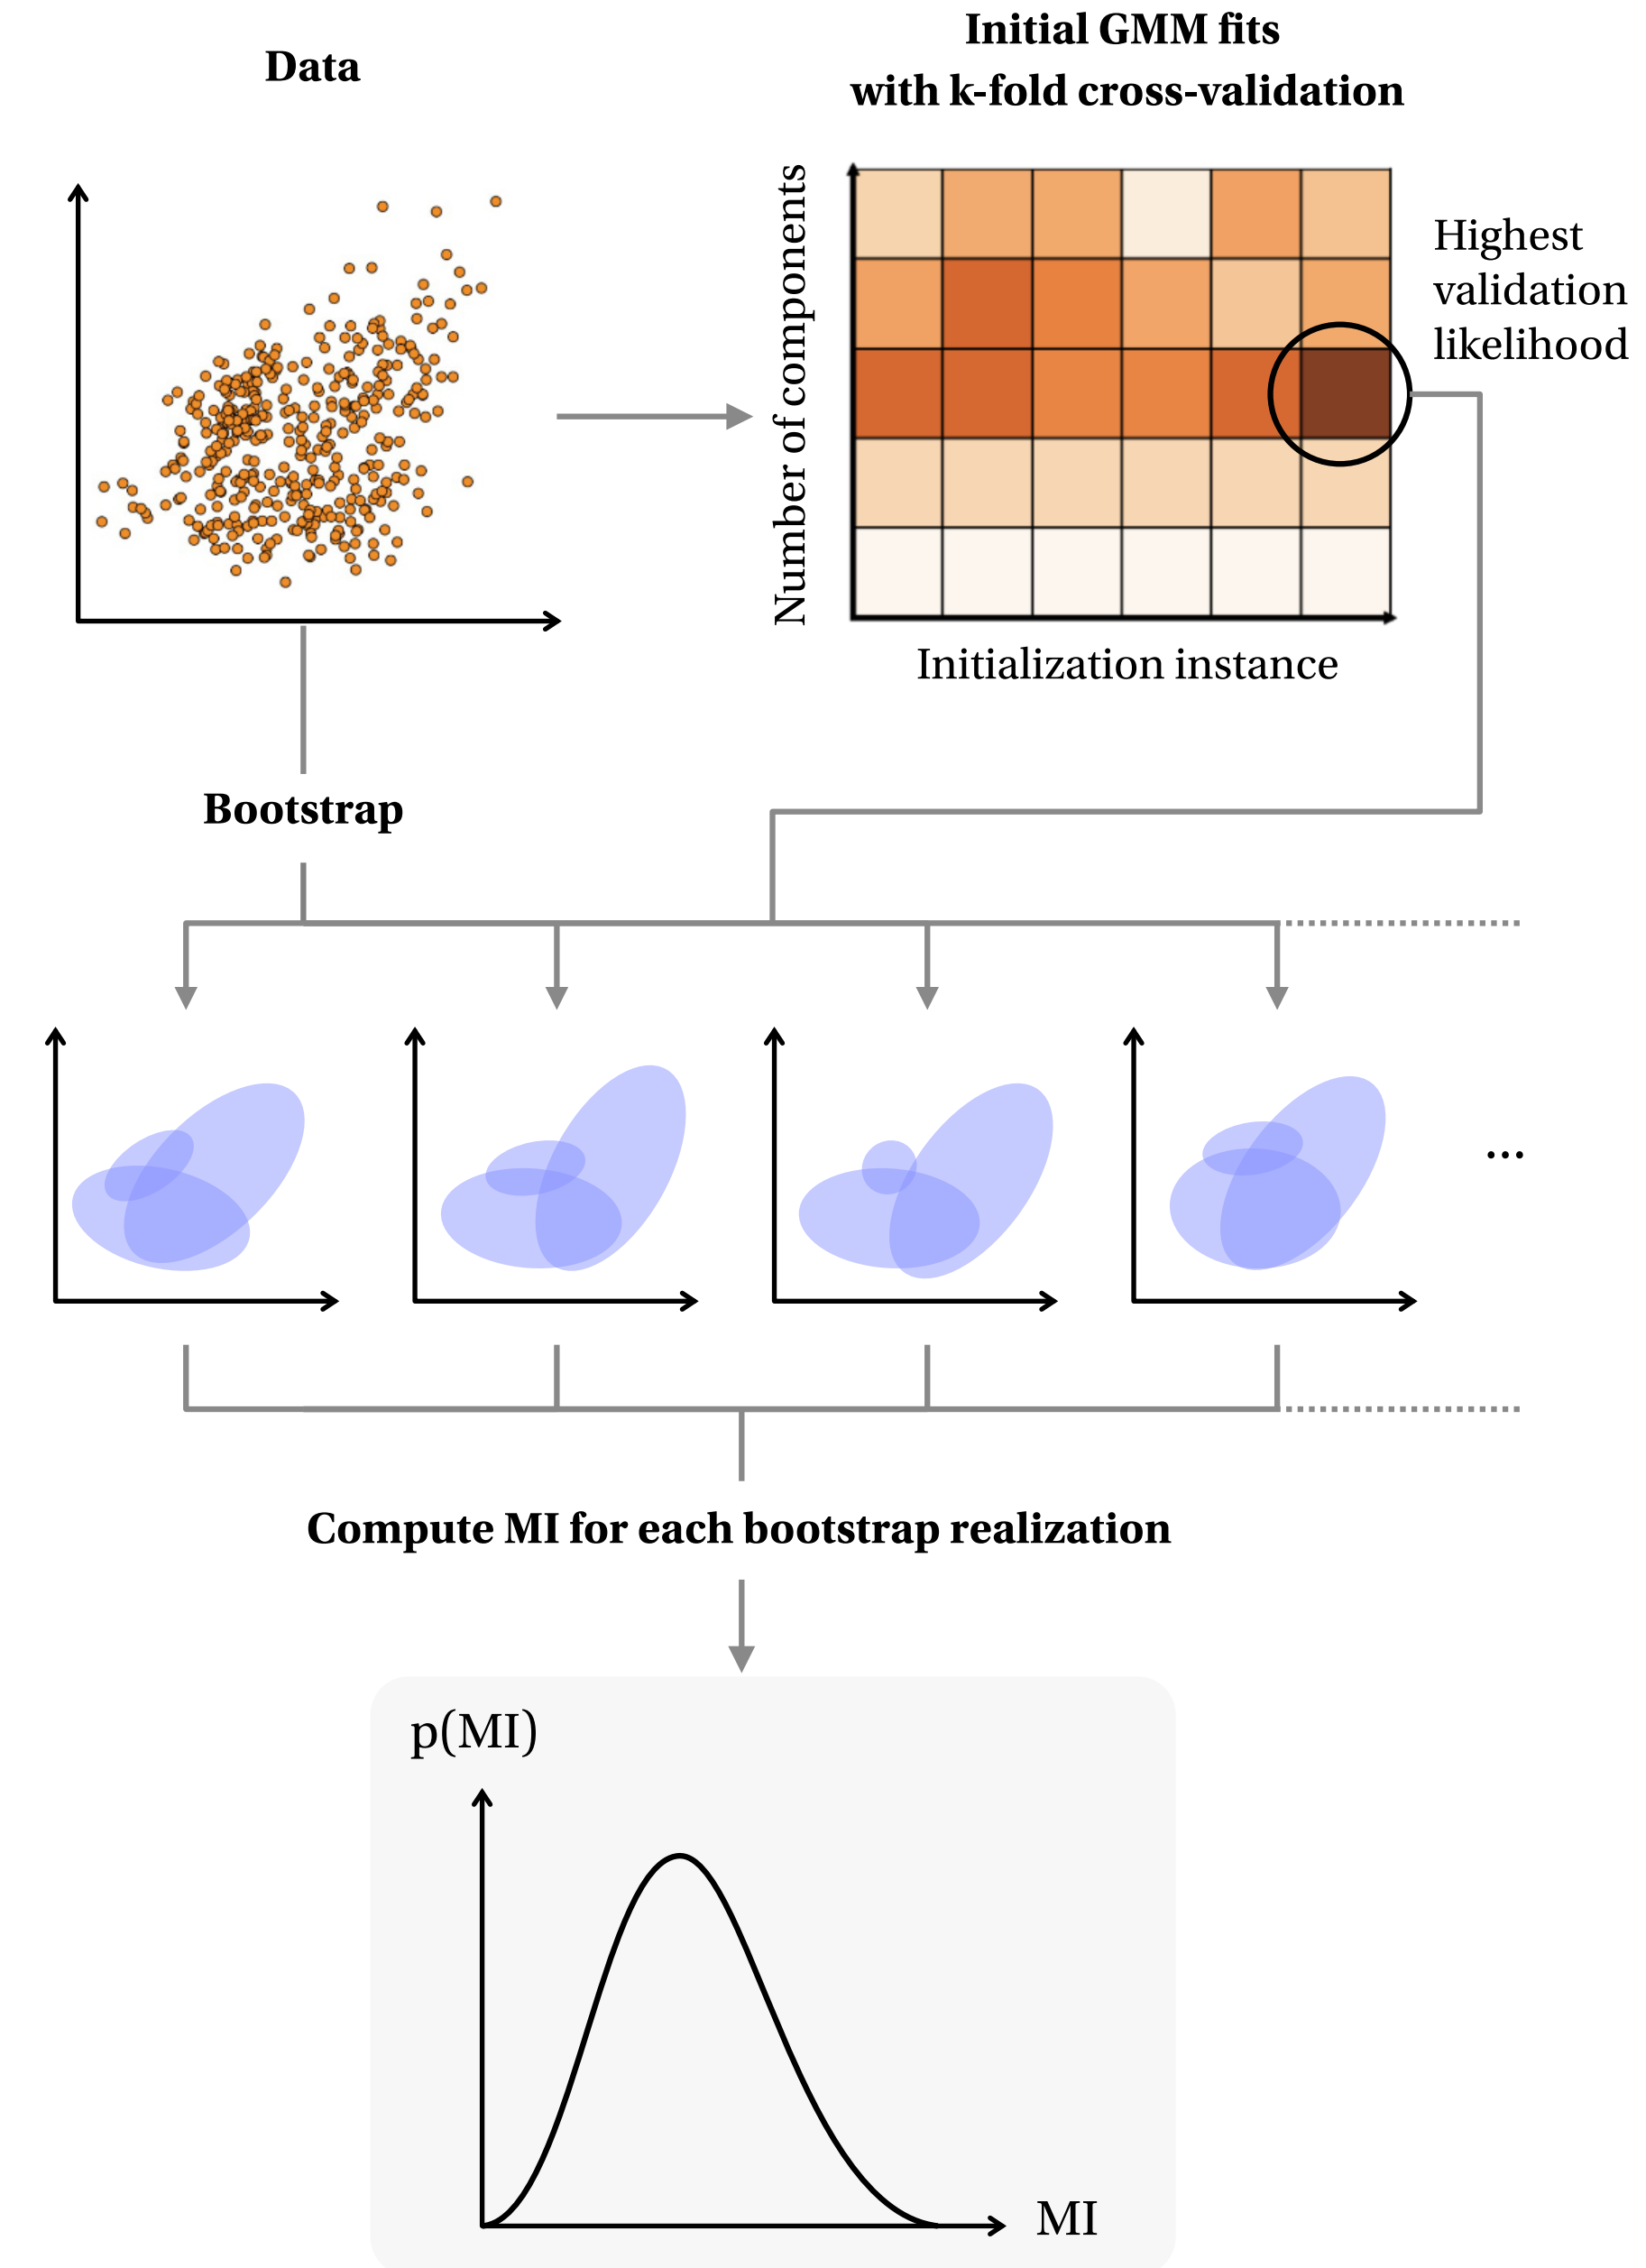 Data
Initial GMM fits
with k-fold cross-validation
Number of components
Highest
validation
likelihood
Initialization instance
Bootstrap
...
Compute MI for each bootstrap realization
p(MI)
MI